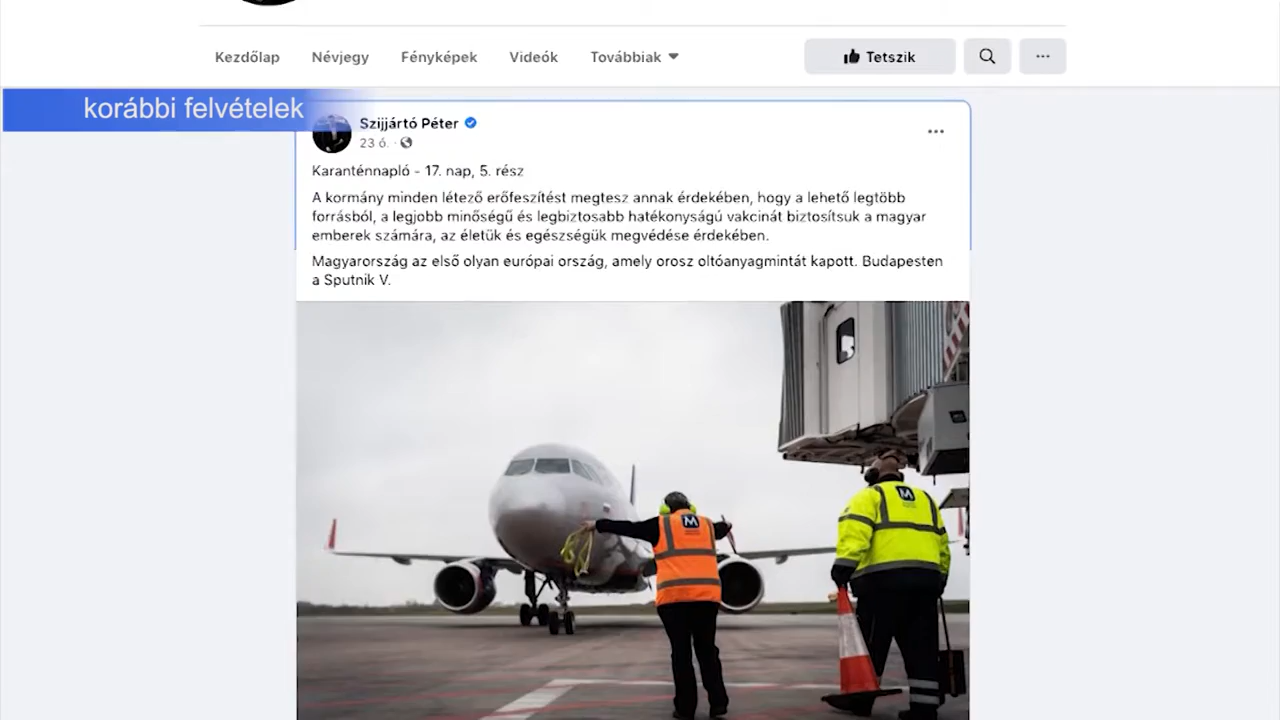 Kezdőlap
Névjegy
Fényképek
Videók
Továbbiak
Tetszik
korábbi felvételek
Szijjártó Péter
23 ó.
Karanténnapló - 17. nap, 5. rész
A kormány minden létező erőfeszítést megtesz annak érdekében, hogy a lehető legtöbb
forrásból, a legjobb minőségű és legbiztosabb hatékonyságú vakcinát biztosítsuk a magyar
emberek számára, az életük és egészségük megvédése érdekében.
Magyarország az első olyan európai ország, amely orosz oltóanyagmintát kapott. Budapesten
a Sputnik V.
M
M